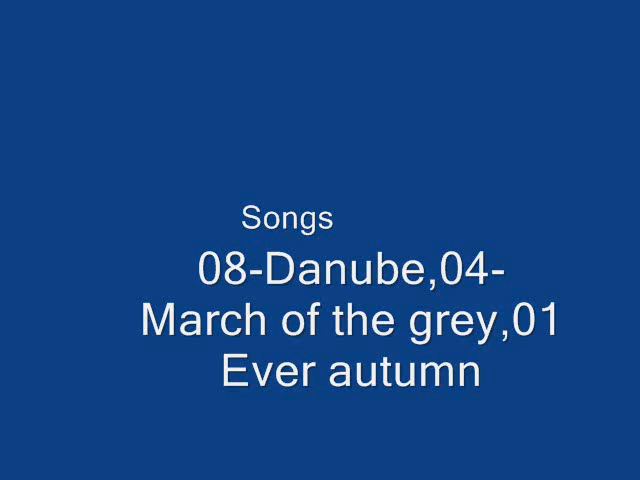 Songs
08-Danube,04-
March of the grey,01
Ever autumn